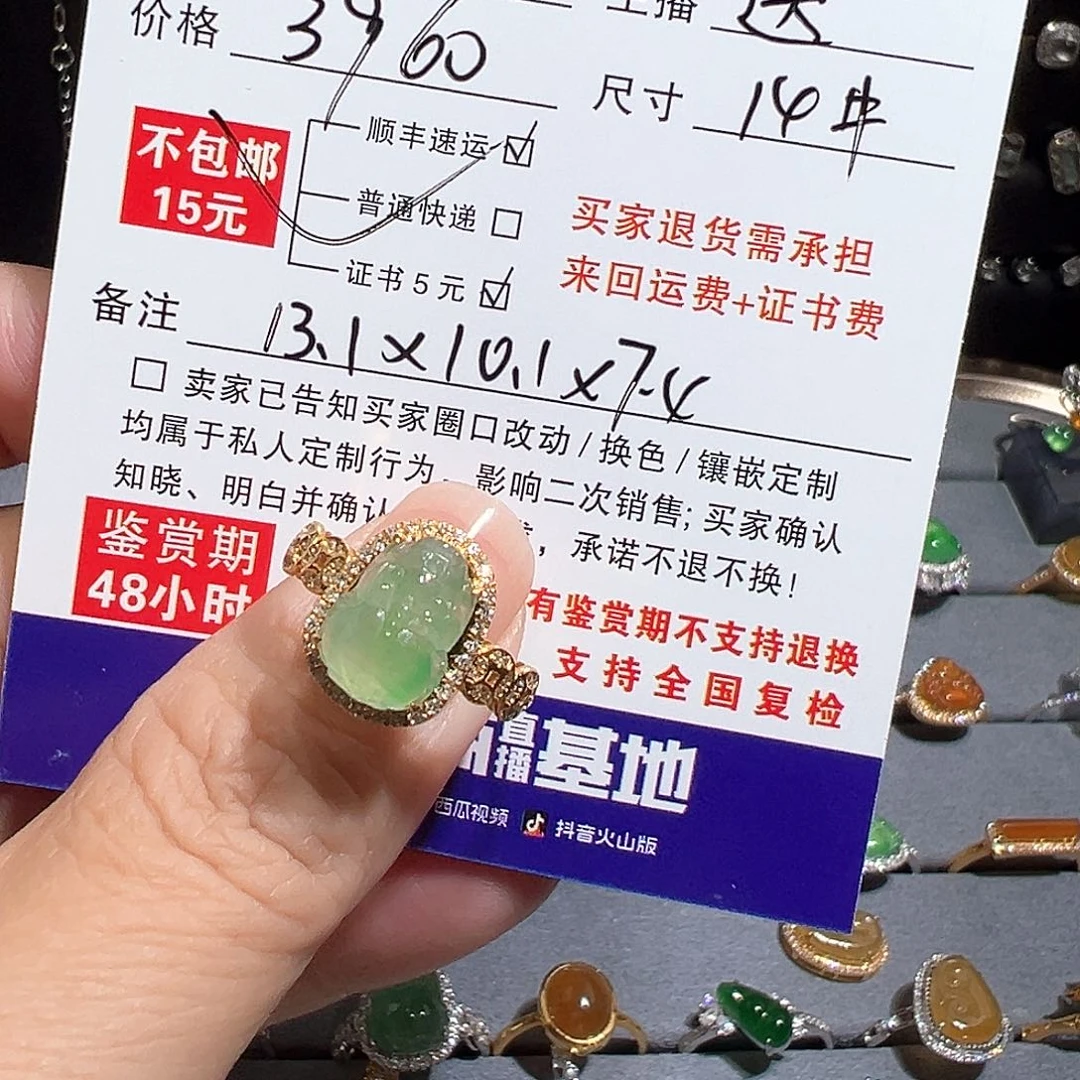 价格 3960
主播
尺寸 14中
不包邮
15元
顺丰速运 ☑
普通快递 □
证书5元 ☑
买家退货需承担
来回运费+证书费
备注 13.1×10.1×7.4
□ 卖家已告知买家圈口改动/换色/镶嵌定制
均属于私人定制行为,影响二次销售;买家确认
知晓、明白并确认 ,承诺不退不换!
鉴赏期
48小时
有鉴赏期不支持退换
支持全国复检
直播基地
西瓜视频 抖音火山版